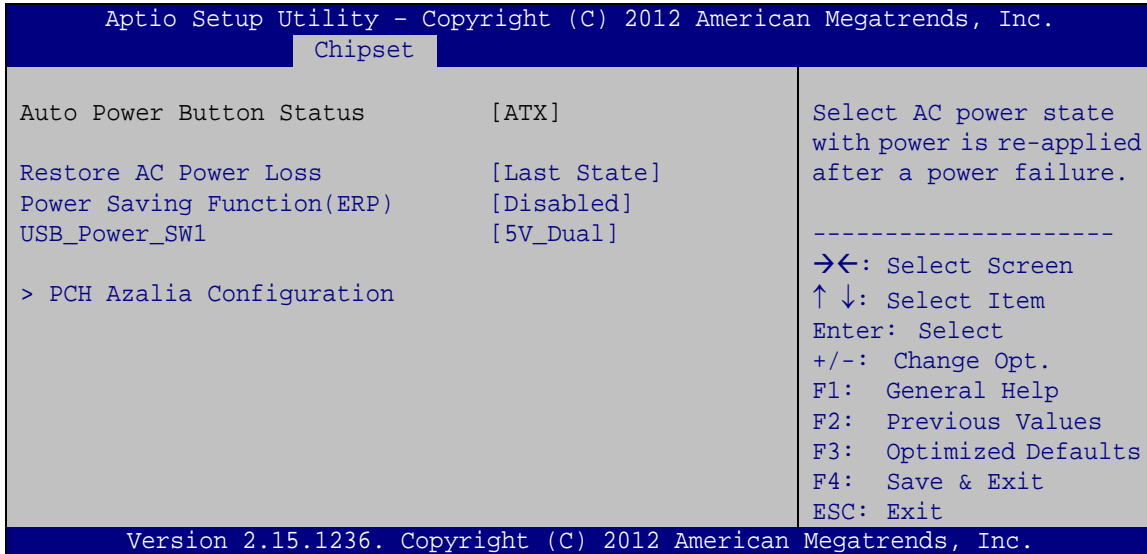 Aptio Setup Utility – Copyright (C) 2012 American Megatrends, Inc.
Chipset
Auto Power Button Status [ATX]
Restore AC Power Loss [Last State]
Power Saving Function(ERP) [Disabled]
USB_Power_SW1 [5V_Dual]
> PCH Azalia Configuration
Select AC power state
with power is re-applied
after a power failure.
---------------------
→←: Select Screen
↑ ↓: Select Item
Enter: Select
+/-: Change Opt.
F1: General Help
F2: Previous Values
F3: Optimized Defaults
F4: Save & Exit
ESC: Exit
Version 2.15.1236. Copyright (C) 2012 American Megatrends, Inc.